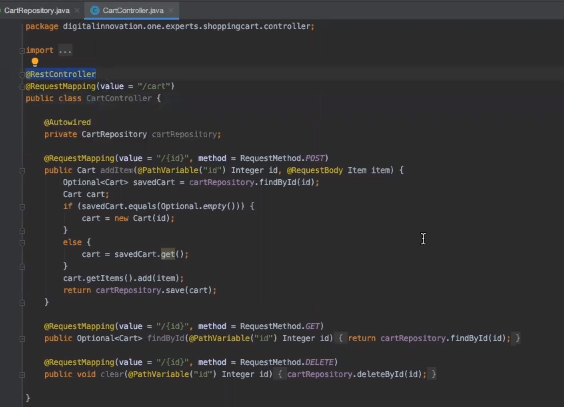 CartRepository.java × CartController.java ×
package digitalinnovation.one.experts.shoppingcart.controller;
import ...
@RestController
@RequestMapping(value = "/cart")
public class CartController {
@Autowired
private CartRepository cartRepository;
@RequestMapping(value = "/{id}", method = RequestMethod.POST)
public Cart addItem(@PathVariable("id") Integer id, @RequestBody Item item) {
Optional<Cart> savedCart = cartRepository.findById(id);
Cart cart;
if (savedCart.equals(Optional.empty())) {
cart = new Cart(id);
}
else {
cart = savedCart.get();
}
cart.getItems().add(item);
return cartRepository.save(cart);
}
@RequestMapping(value = "/{id}", method = RequestMethod.GET)
public Optional<Cart> findById(@PathVariable("id") Integer id) { return cartRepository.findById(id); }
@RequestMapping(value = "/{id}", method = RequestMethod.DELETE)
public void clear(@PathVariable("id") Integer id) { cartRepository.deleteById(id); }
}